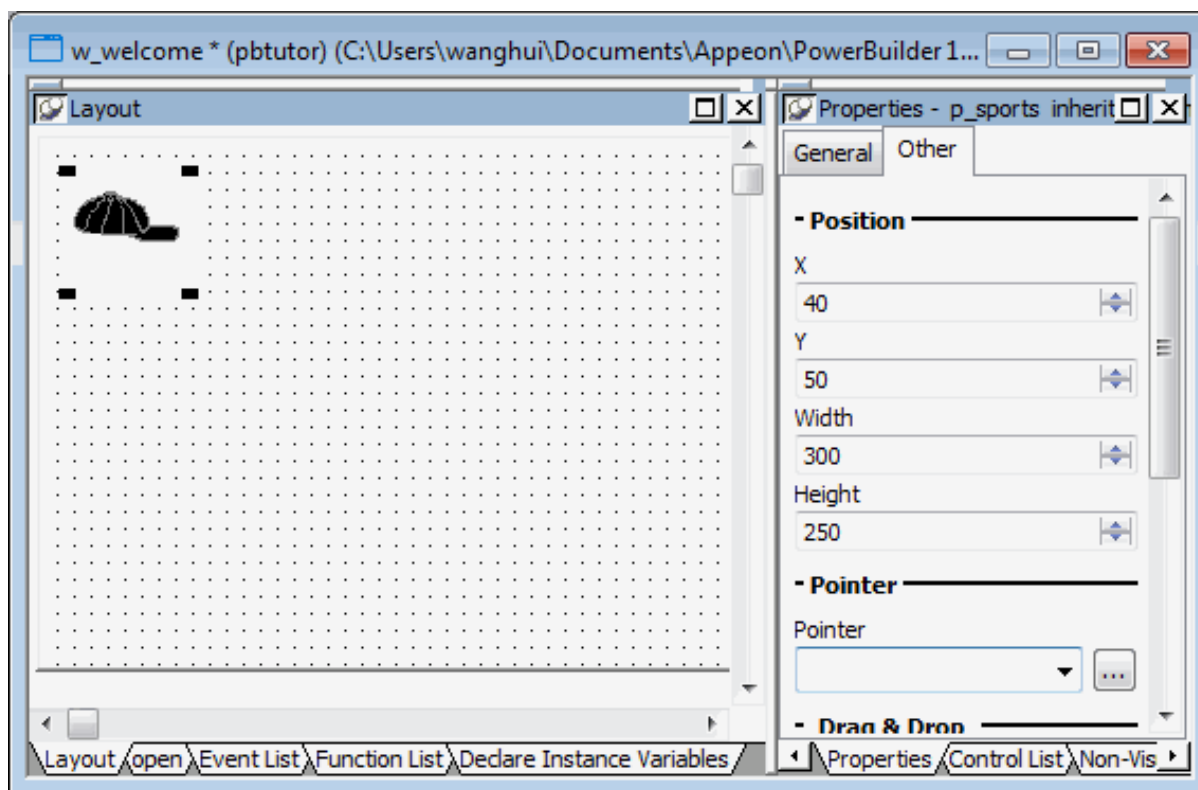 w_welcome * (pbtutor) (C:\Users\wanghui\Documents\Appeon\PowerBuilder 1...
Layout
Properties - p_sports inherit
General Other
- Position
X
40
Y
50
Width
300
Height
250
- Pointer
Pointer
...
- Drag & Drop
Layout open Event List Function List Declare Instance Variables
Properties Control List Non-Vis